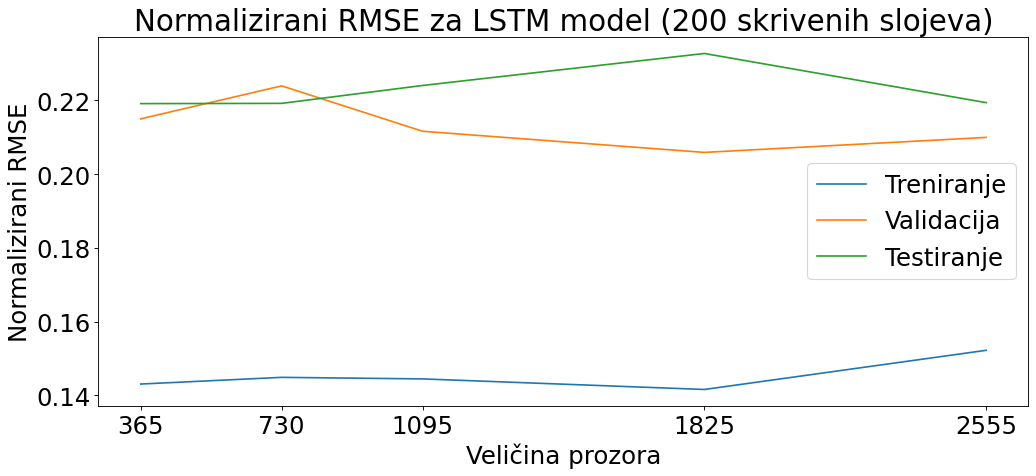 Normalizirani RMSE za LSTM model (200 skrivenih slojeva)
Normalizirani RMSE
0.22
0.20
0.18
0.16
0.14
Treniranje
Validacija
Testiranje
365 730 1095 1825 2555
Veličina prozora